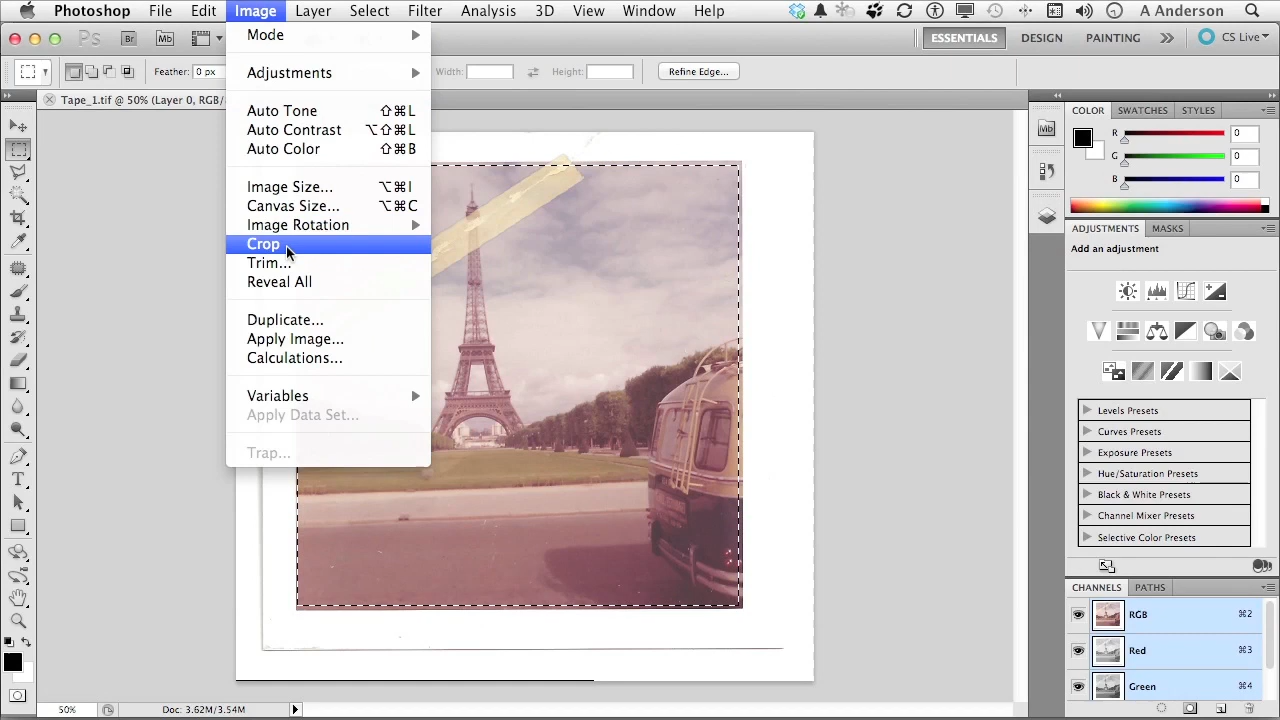 Photoshop File Edit Image Layer Select Filter Analysis 3D View Window Help A Anderson
Ps Br Mb ESSENTIALS DESIGN PAINTING CS Live
Feather: 0 px Width: Height: Refine Edge...
Tape_1.tif @ 50% (Layer 0, RGB/
Mode
Adjustments
Auto Tone ⇧⌘L
Auto Contrast ⌥⇧⌘L
Auto Color ⇧⌘B
Image Size... ⌥⌘I
Canvas Size... ⌥⌘C
Image Rotation
Crop
Trim...
Reveal All
Duplicate...
Apply Image...
Calculations...
Variables
Apply Data Set...
Trap...
Mb
COLOR SWATCHES STYLES
R 0
G 0
B 0
ADJUSTMENTS MASKS
Add an adjustment
Levels Presets
Curves Presets
Exposure Presets
Hue/Saturation Presets
Black & White Presets
Channel Mixer Presets
Selective Color Presets
CHANNELS PATHS
RGB ⌘2
Red ⌘3
Green ⌘4
50% Doc: 3.62M/3.54M